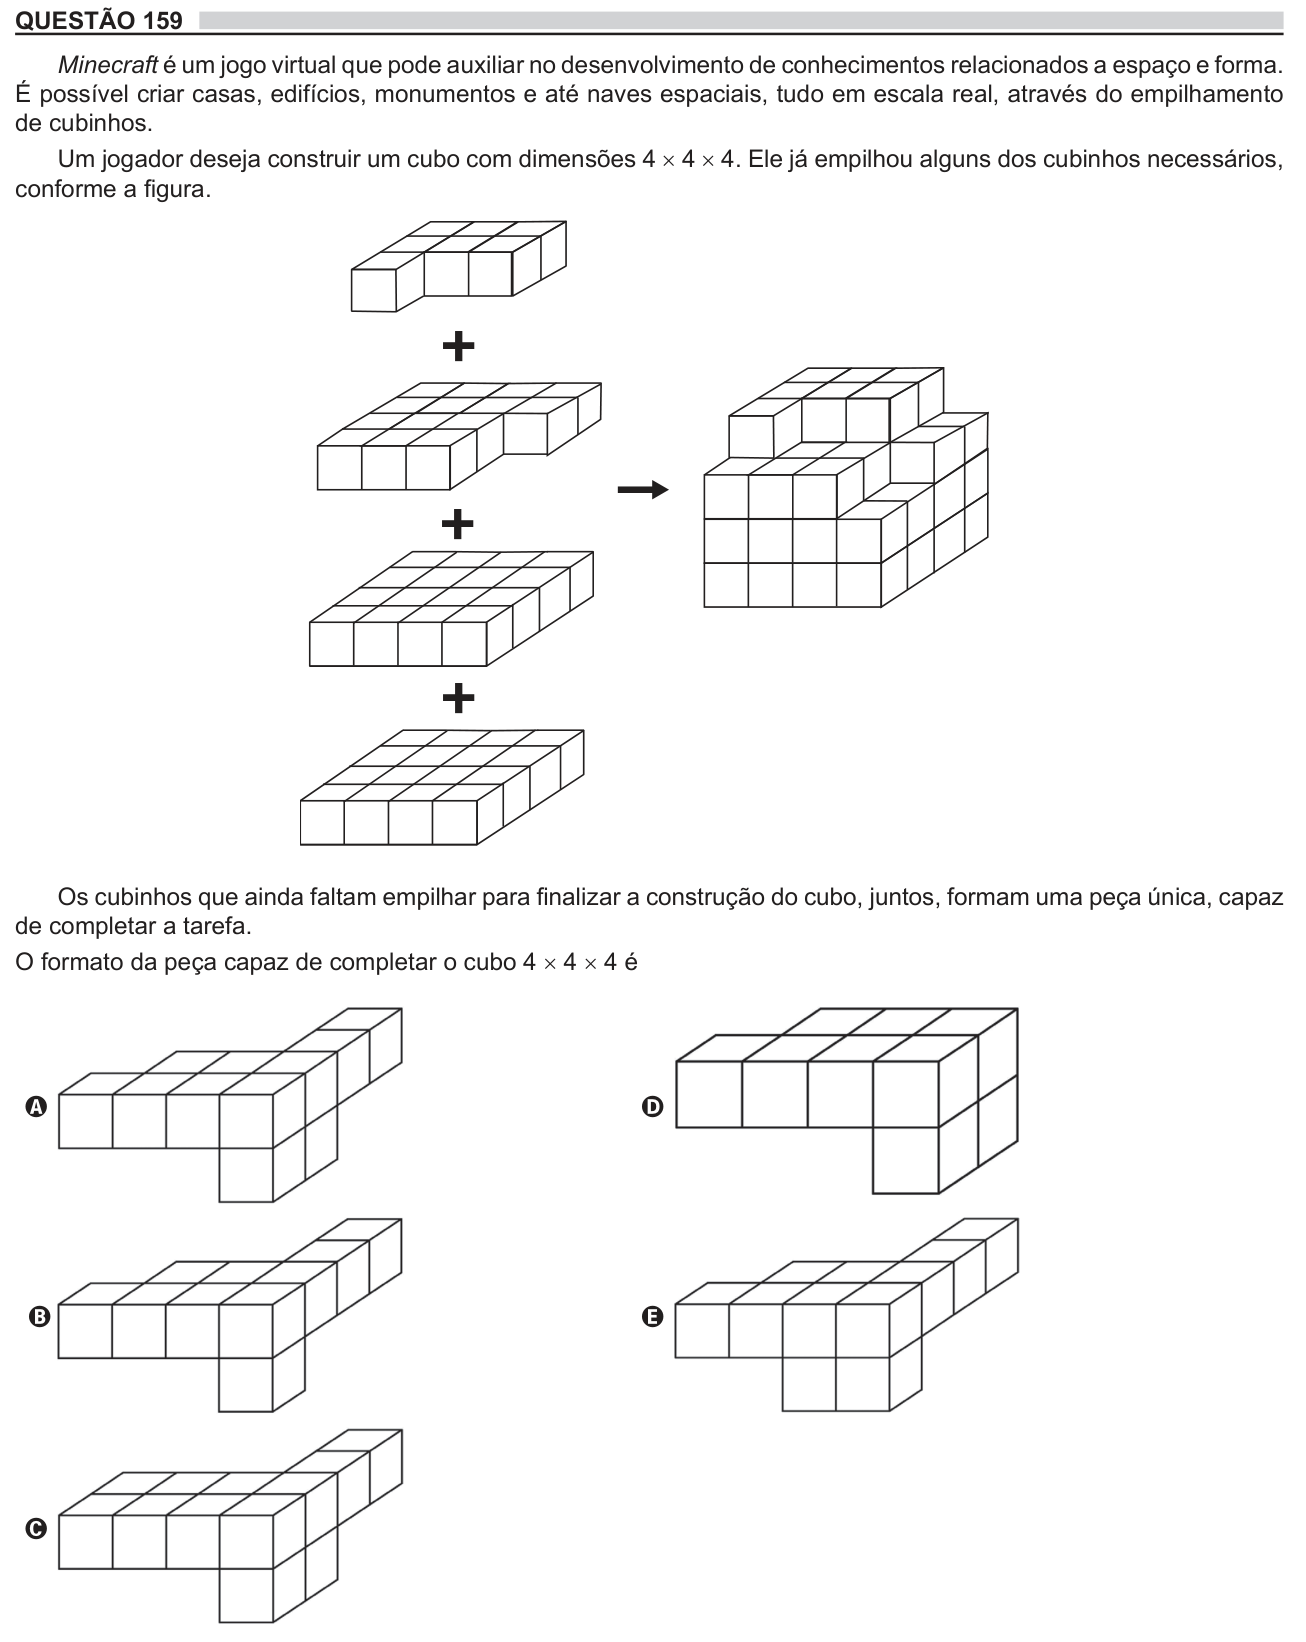 QUESTÃO 159
Minecraft é um jogo virtual que pode auxiliar no desenvolvimento de conhecimentos relacionados a espaço e forma.
É possível criar casas, edifícios, monumentos e até naves espaciais, tudo em escala real, através do empilhamento
de cubinhos.
Um jogador deseja construir um cubo com dimensões 4 × 4 × 4. Ele já empilhou alguns dos cubinhos necessários,
conforme a figura.
+
+
+
Os cubinhos que ainda faltam empilhar para finalizar a construção do cubo, juntos, formam uma peça única, capaz
de completar a tarefa.
O formato da peça capaz de completar o cubo 4 × 4 × 4 é
A
D
B
E
C